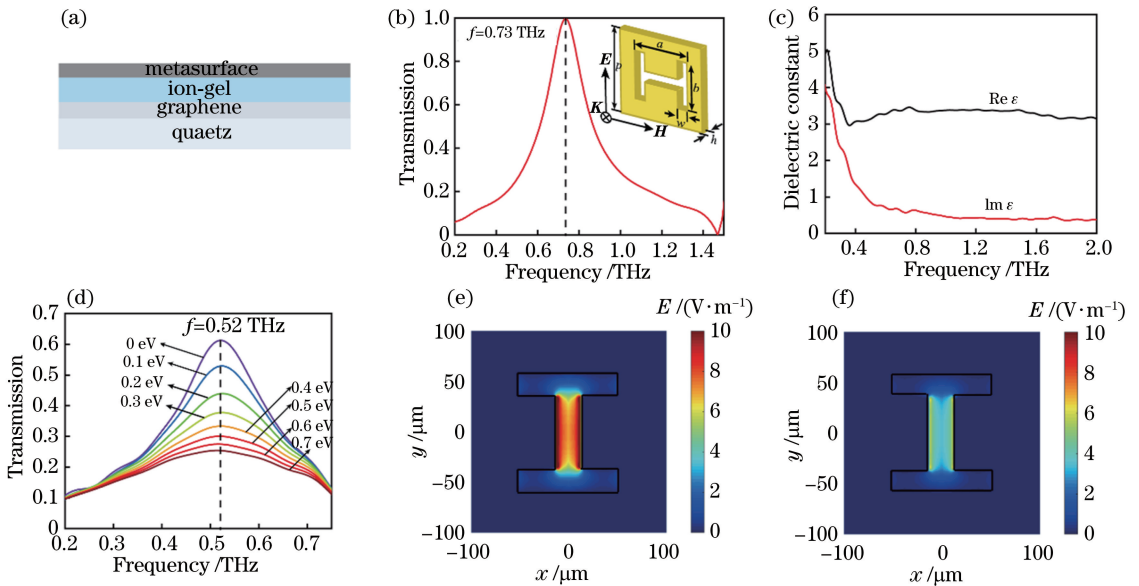 (a)
metasurface
ion-gel
graphene
quaetz
(b)
f=0.73 THz
Transmission
1.0
0.8
0.6
0.4
0.2
0
0.2 0.4 0.6 0.8 1.0 1.2 1.4
Frequency /THz
E
K
H
p
a
b
w
h
(c)
Dielectric constant
6
5
4
3
2
1
0
Re ε
Im ε
0.4 0.8 1.2 1.6 2.0
Frequency /THz
(d)
Transmission
0.7
0.6
0.5
0.4
0.3
0.2
0.1
0
f=0.52 THz
0 eV
0.1 eV
0.2 eV
0.3 eV
0.4 eV
0.5 eV
0.6 eV
0.7 eV
0.2 0.3 0.4 0.5 0.6 0.7
Frequency /THz
(e)
E /(V·m⁻¹)
y /μm
100
50
0
−50
−100
−100 0 100
x /μm
10
8
6
4
2
0
(f)
E /(V·m⁻¹)
y /μm
100
50
0
−50
−100
−100 0 100
x /μm
10
8
6
4
2
0